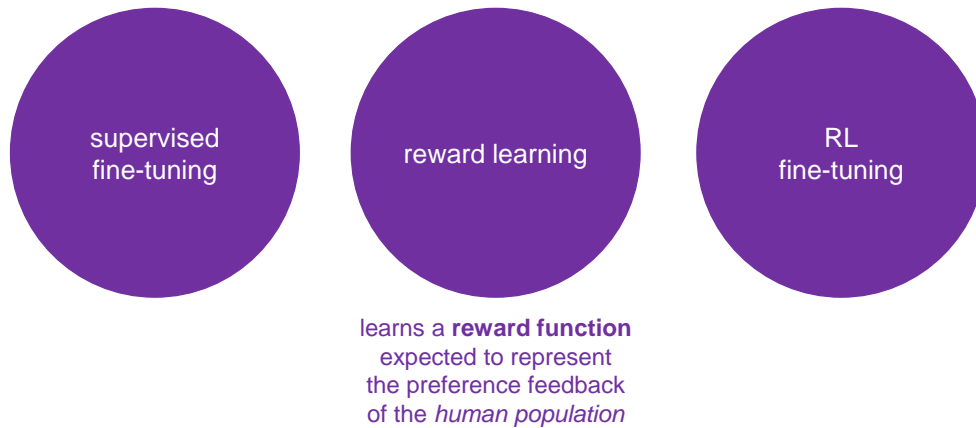 supervised
fine-tuning
reward learning
RL
fine-tuning
learns a reward function
expected to represent
the preference feedback
of the human population